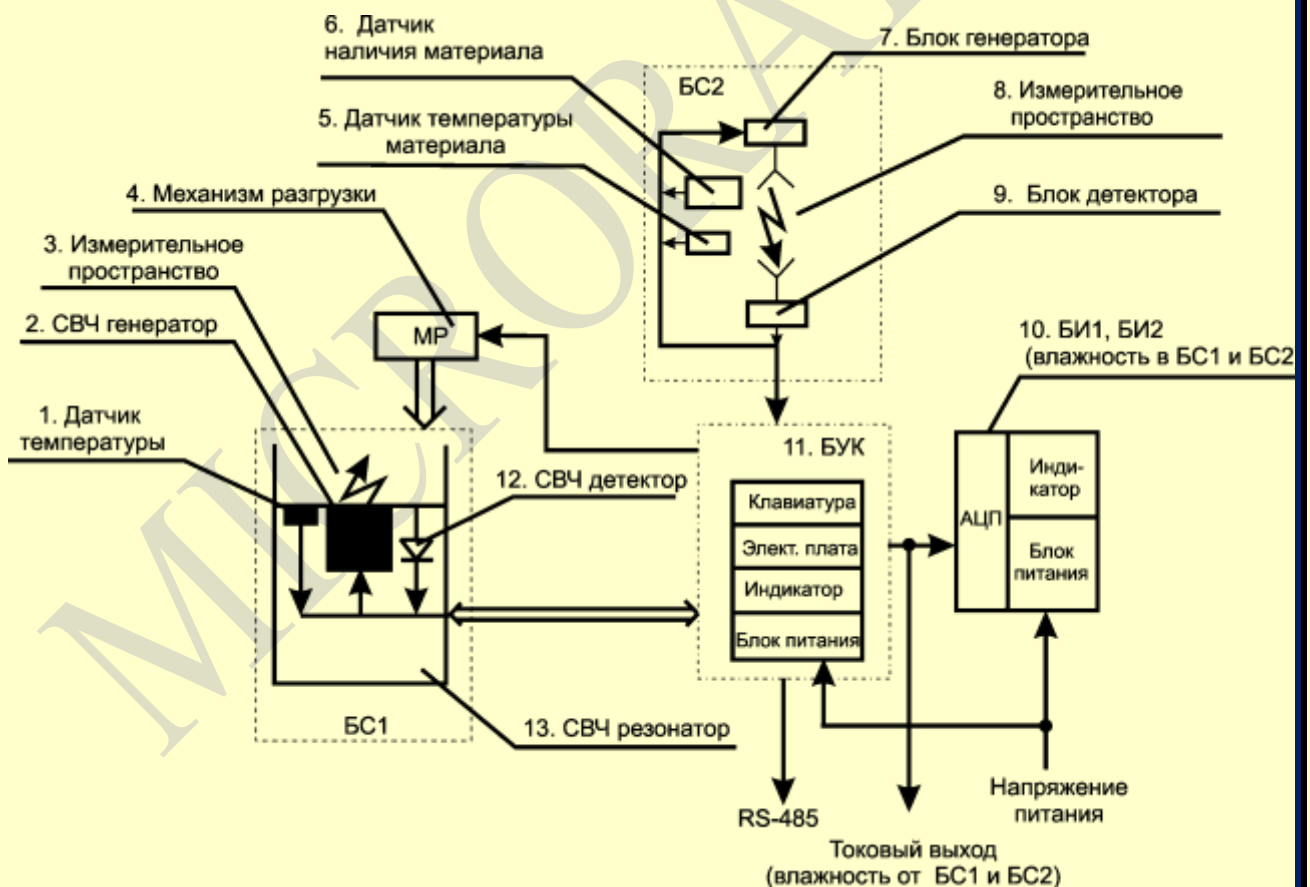 6. Датчик
наличия материала
7. Блок генератора
БС2
8. Измерительное
пространство
5. Датчик температуры
материала
4. Механизм разгрузки
9. Блок детектора
3. Измерительное
пространство
2. СВЧ генератор
МР
10. БИ1, БИ2
(влажность в БС1 и БС2
1. Датчик
температуры
11. БУК
12. СВЧ детектор
Клавиатура
Элект. плата
Индикатор
Блок питания
АЦП
Инди-
катор
Блок
питания
БС1
13. СВЧ резонатор
RS-485
Напряжение
питания
Токовый выход
(влажность от БС1 и БС2)